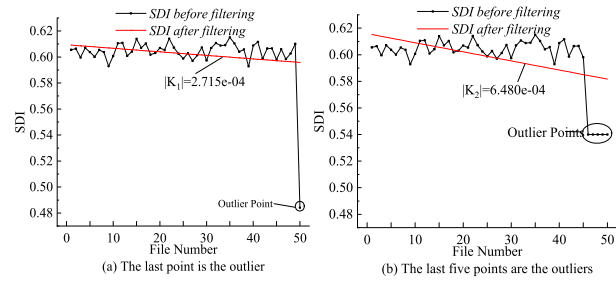 SDI before filtering
SDI after filtering
|K1|=2.715e-04
Outlier Point
SDI
0.62
0.60
0.58
0.56
0.54
0.52
0.50
0.48
0 10 20 30 40 50
File Number
(a) The last point is the outlier
SDI before filtering
SDI after filtering
|K2|=6.480e-04
Outlier Points
SDI
0.62
0.60
0.58
0.56
0.54
0.52
0.50
0.48
0 10 20 30 40 50
File Number
(b) The last five points are the outliers